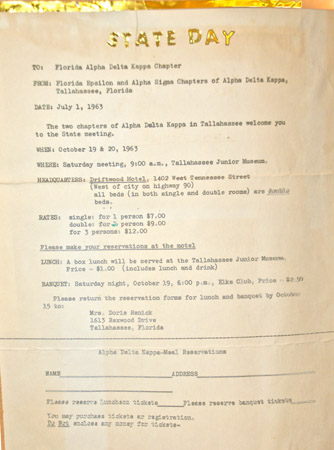 STATE DAY
TO: Florida Alpha Delta Kappa Chapter
FROM: Florida Epsilon and Alpha Sigma Chapters of Alpha Delta Kappa,
Tallahassee, Florida
DATE: July 1, 1963
The two chapters of Alpha Delta Kappa in Tallahassee welcome you
to the State meeting.
WHEN: October 19 & 20, 1963
WHERE: Saturday meeting, 9:00 a.m., Tallahassee Junior Museum.
HEADQUARTERS: Driftwood Motel, 1402 West Tennessee Street
(West of city on highway 90)
all beds (in both single and double rooms) are double
beds.
RATES: single: for 1 person $7.00
double: for 2 person $9.00
for 3 persons: $12.00
Please make your reservations at the motel
LUNCH: A box lunch will be served at the Tallahassee Junior Museum.
Price - $1.00 (includes lunch and drink)
BANQUET: Saturday night, October 19, 6:00 p.m., Elks Club, Price - $2.50
Please return the reservation forms for lunch and banquet by October
15 to:
Mrs. Doris Henick
1613 Rexwood Drive
Tallahassee, Florida
Alpha Delta Kappa-Meal Reservations
NAME ADDRESS
Please reserve luncheon tickets Please reserve banquet tickets
You may purchase tickets at registration.
Do Not enclose any money for tickets-